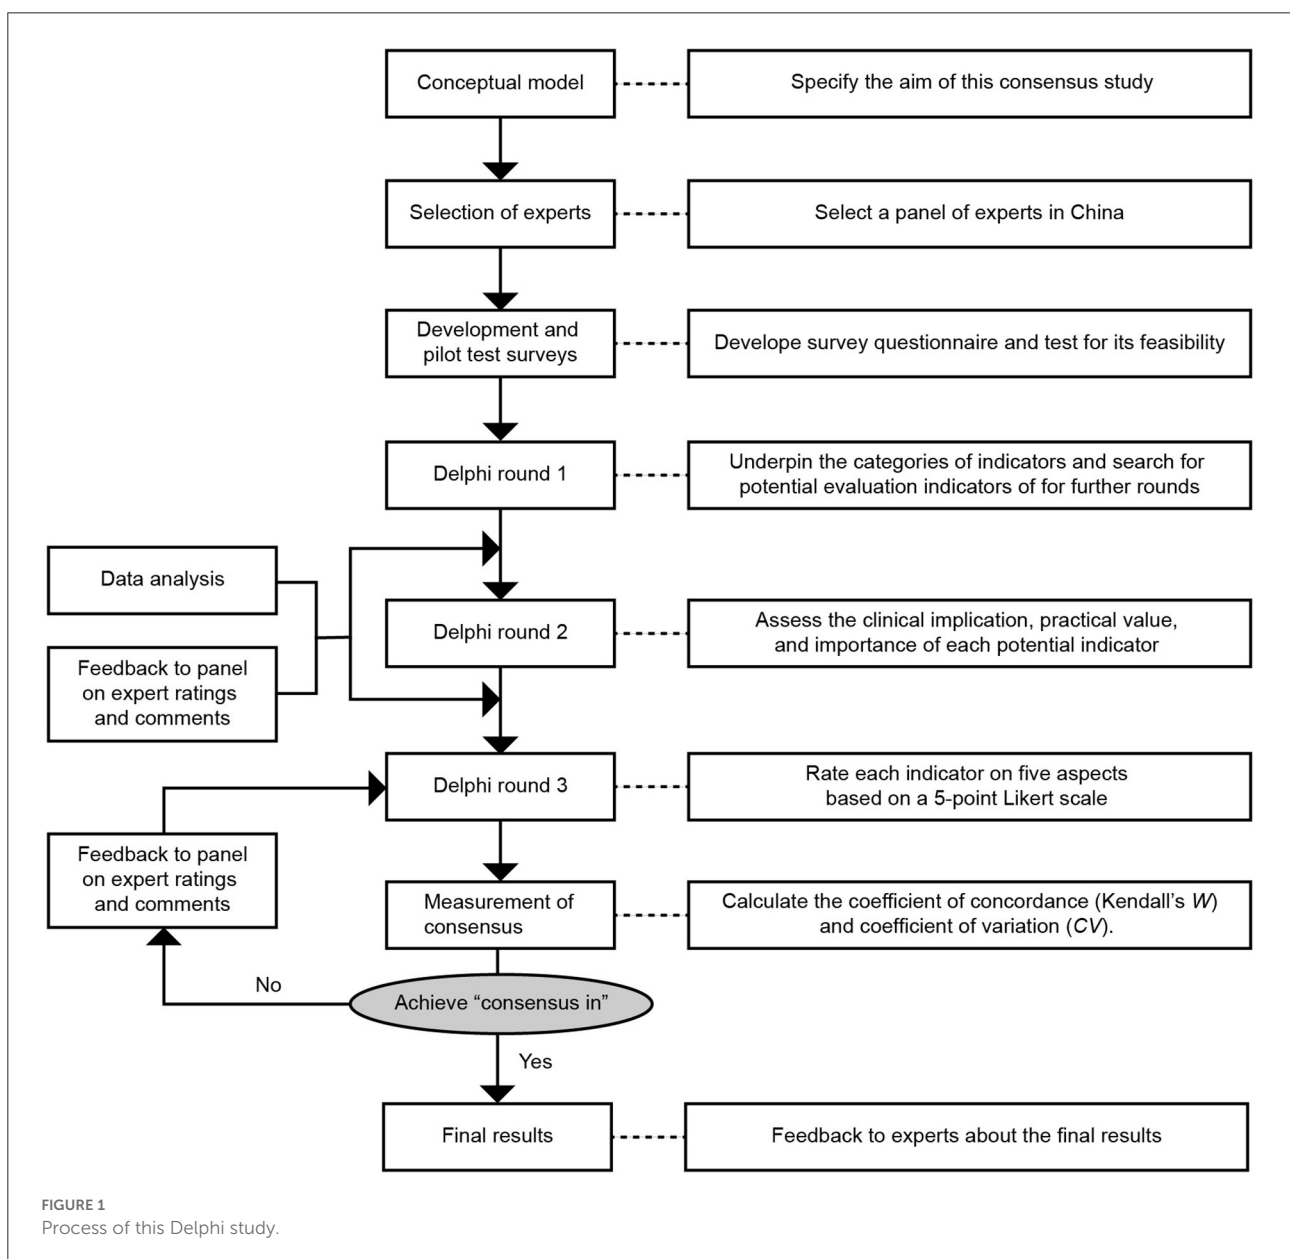 Conceptual model
Specify the aim of this consensus study
Selection of experts
Select a panel of experts in China
Development and
pilot test surveys
Develope survey questionnaire and test for its feasibility
Delphi round 1
Underpin the categories of indicators and search for
potential evaluation indicators of for further rounds
Data analysis
Feedback to panel
on expert ratings
and comments
Delphi round 2
Assess the clinical implication, practical value,
and importance of each potential indicator
Delphi round 3
Rate each indicator on five aspects
based on a 5-point Likert scale
Feedback to panel
on expert ratings
and comments
Measurement of
consensus
Calculate the coefficient of concordance (Kendall’s W)
and coefficient of variation (CV).
No
Achieve “consensus in”
Yes
Final results
Feedback to experts about the final results
FIGURE 1
Process of this Delphi study.